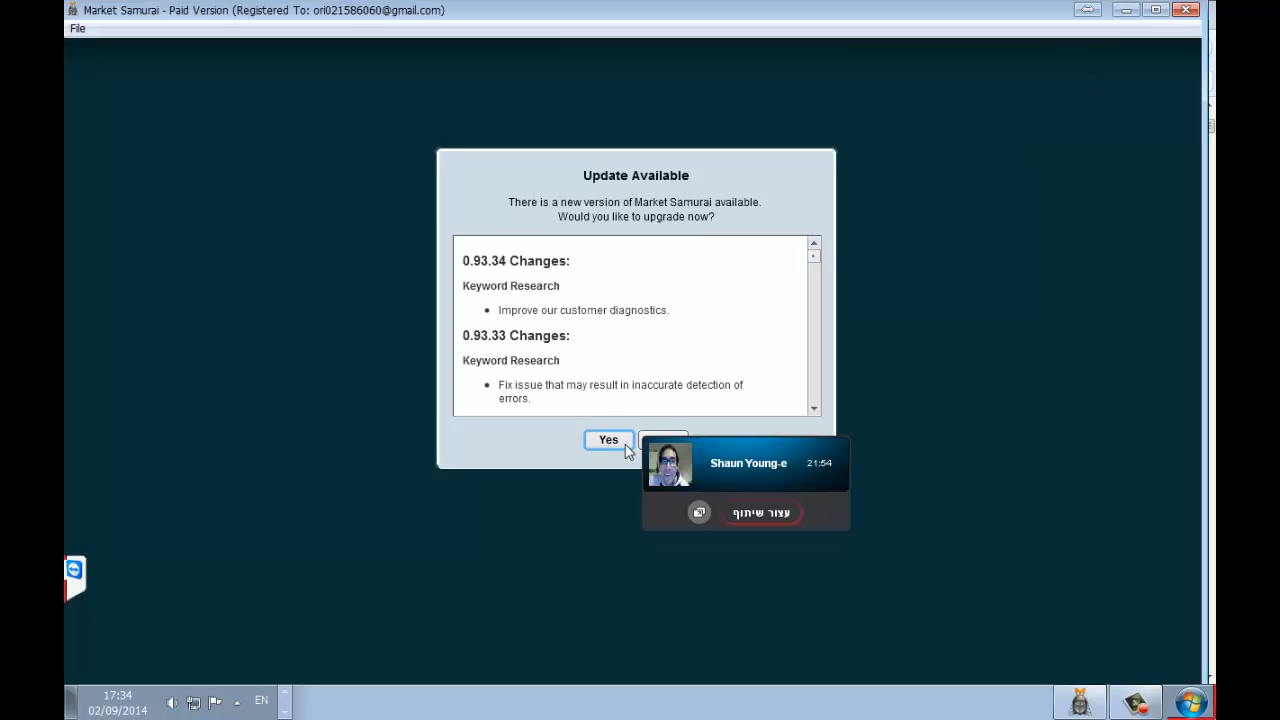 Market Samurai - Paid Version (Registered To: ori021586060@gmail.com)
File
Update Available
There is a new version of Market Samurai available.
Would you like to upgrade now?
0.93.34 Changes:
Keyword Research
• Improve our customer diagnostics.
0.93.33 Changes:
Keyword Research
• Fix issue that may result in inaccurate detection of
errors.
Yes
Shaun Young-e 21:54
עצור שיתוף
17:34
02/09/2014
EN